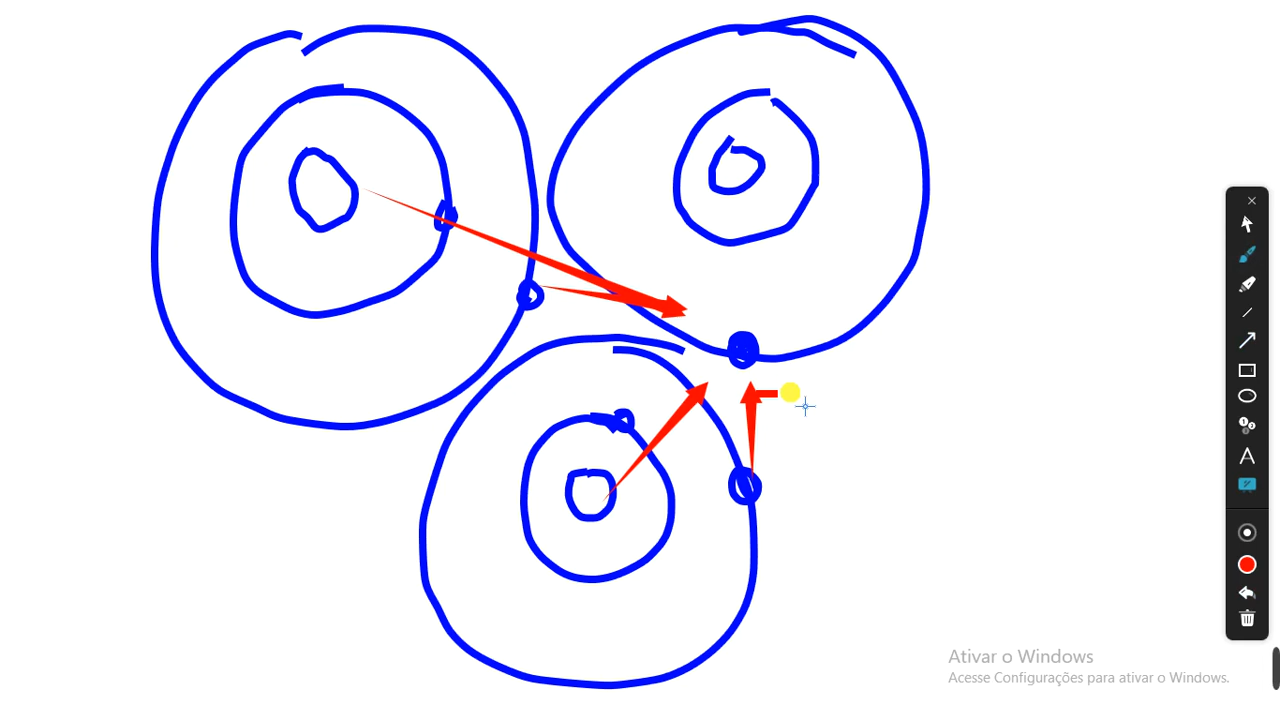 A
Ativar o Windows
Acesse Configurações para ativar o Windows.